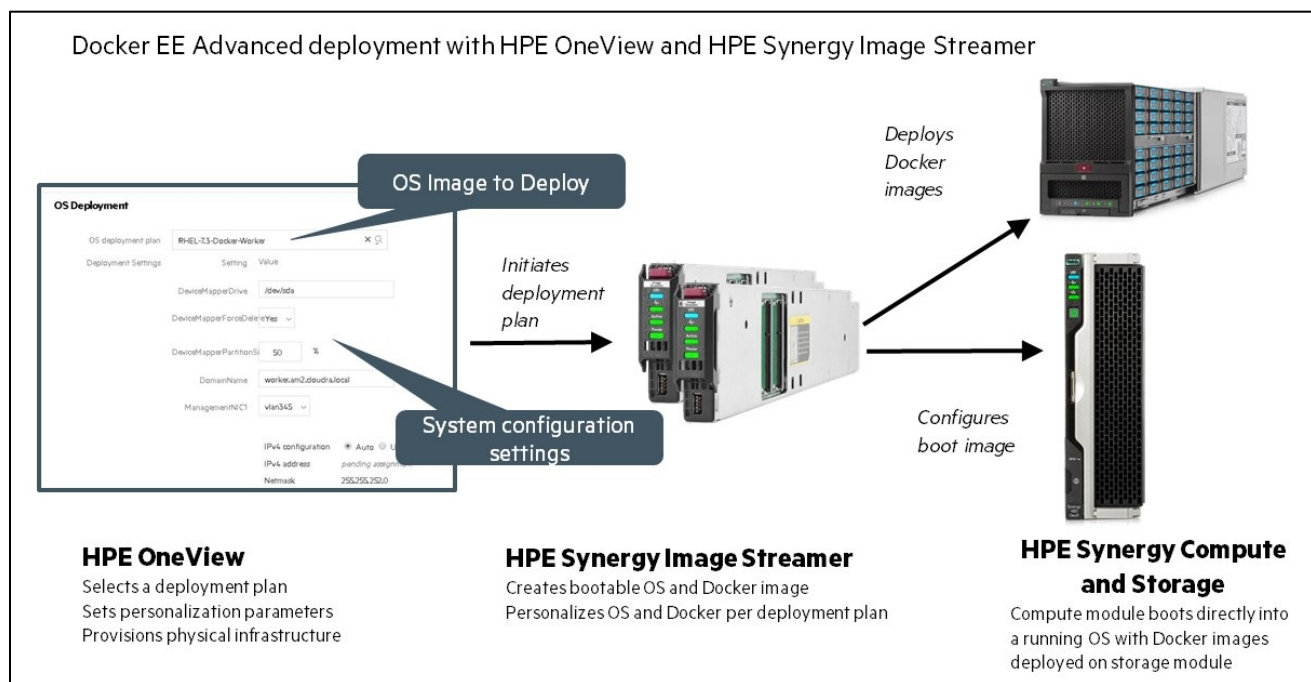 Docker EE Advanced deployment with HPE OneView and HPE Synergy Image Streamer
OS Image to Deploy
OS Deployment
OS deployment plan RHEL-7.3-Docker-Worker
Deployment Settings Setting Value
DeviceMapperDrive /dev/sda
DeviceMapperForceDelete Yes
DeviceMapperPartitionSi 50 %
DomainName worker.am2.cloudra.local
ManagementNIC1 vlan345
System configuration
settings
IPv4 configuration Auto U
IPv4 address pending assignm
Netmask 255.255.252.0
Initiates
deployment
plan
Deploys
Docker
images
Configures
boot image
HPE OneView
Selects a deployment plan
Sets personalization parameters
Provisions physical infrastructure
HPE Synergy Image Streamer
Creates bootable OS and Docker image
Personalizes OS and Docker per deployment plan
HPE Synergy Compute
and Storage
Compute module boots directly into
a running OS with Docker images
deployed on storage module